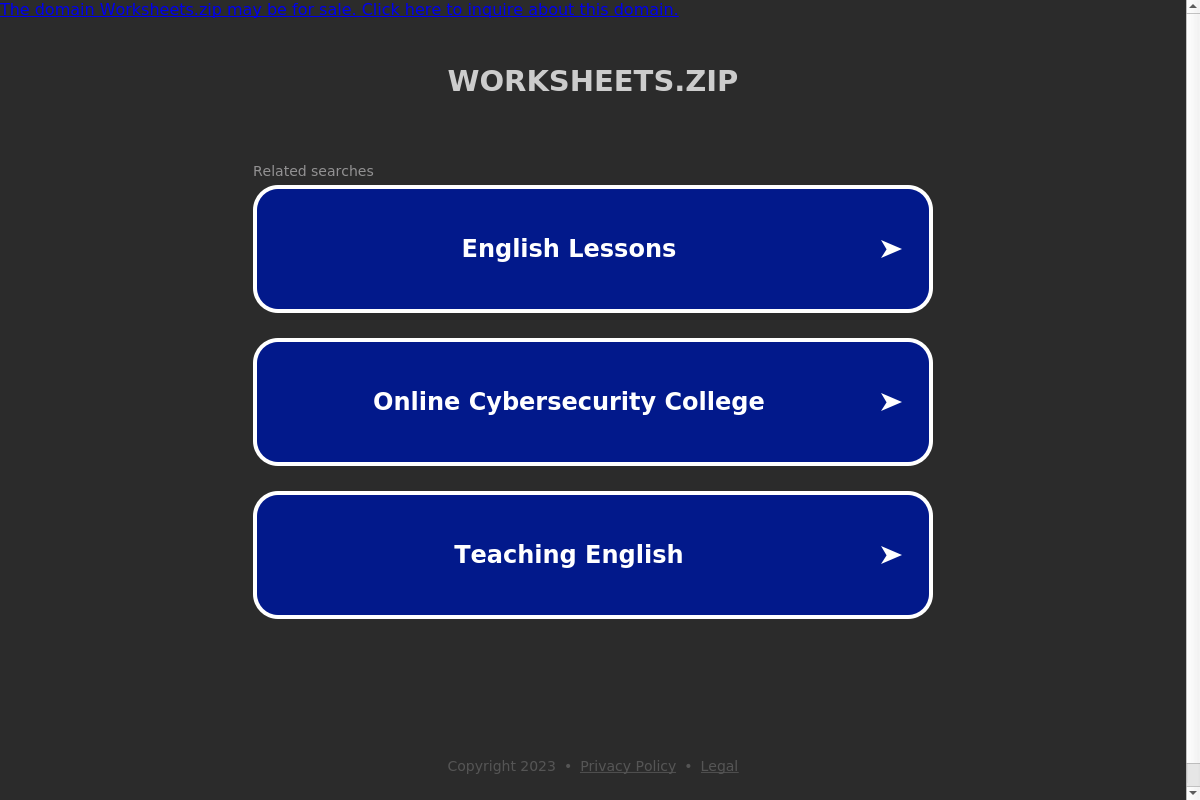 The domain Worksheets.zip may be for sale. Click here to inquire about this domain.
WORKSHEETS.ZIP
Related searches
English Lessons
Online Cybersecurity College
Teaching English
Copyright 2023 • Privacy Policy • Legal